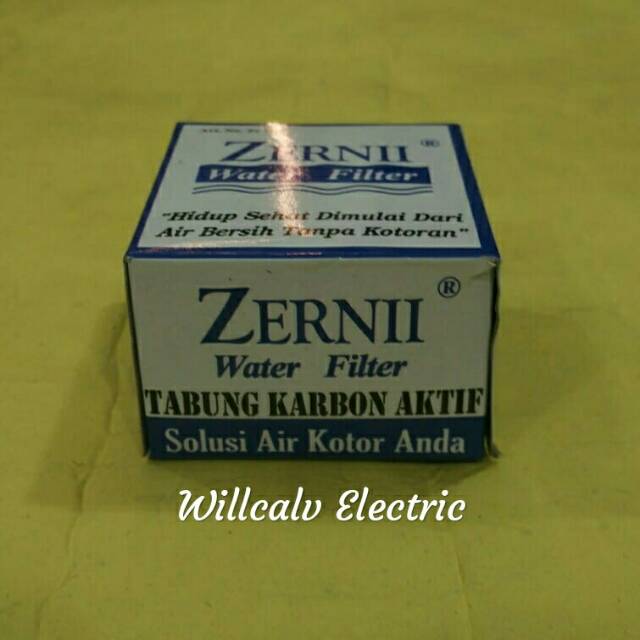 ZERNII ®
Water Filter
"Hidup Sehat Dimulai Dari
Air Bersih Tanpa Kotoran"
ZERNII ®
Water Filter
TABUNG KARBON AKTIF
Solusi Air Kotor Anda
Willcalv Electric